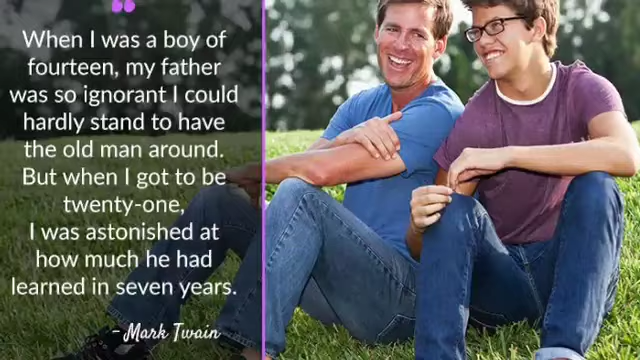 When I was a boy of
fourteen, my father
was so ignorant I could
hardly stand to have
the old man around.
But when I got to be
twenty-one,
I was astonished at
how much he had
learned in seven years.
- Mark Twain